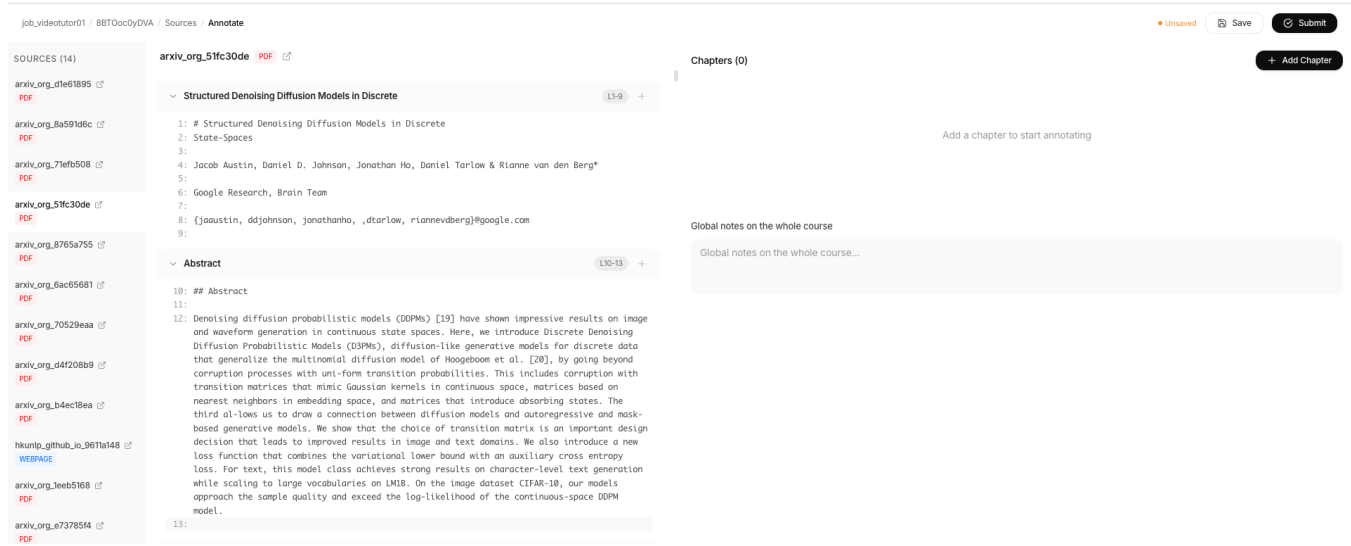 job_videotutor01 / 8BTOoc0yDVA / Sources / Annotate
Unsaved
Save
Submit
SOURCES (14)
arxiv_org_d1e61895
PDF
arxiv_org_8a591d6c
PDF
arxiv_org_71efb508
PDF
arxiv_org_51fc30de
PDF
arxiv_org_8765a755
PDF
arxiv_org_6ac65681
PDF
arxiv_org_70529eaa
PDF
arxiv_org_d4f208b9
PDF
arxiv_org_b4ec18ea
PDF
hkunlp_github_io_9611a148
WEBPAGE
arxiv_org_1eeb5168
PDF
arxiv_org_e73785f4
PDF
arxiv_org_51fc30de PDF
Structured Denoising Diffusion Models in Discrete L1-9 +
1: # Structured Denoising Diffusion Models in Discrete
2: State-Spaces
3:
4: Jacob Austin, Daniel D. Johnson, Jonathan Ho, Daniel Tarlow & Rianne van den Berg*
5:
6: Google Research, Brain Team
7:
8: {jaaustin, ddjohnson, jonathanho, ,dtarlow, riannevdberg}@google.com
9:
Abstract L10-13 +
10: ## Abstract
11:
12: Denoising diffusion probabilistic models (DDPMs) [19] have shown impressive results on image
and waveform generation in continuous state spaces. Here, we introduce Discrete Denoising
Diffusion Probabilistic Models (D3PMs), diffusion-like generative models for discrete data
that generalize the multinomial diffusion model of Hoogeboom et al. [Z0], by going beyond
corruption processes with uni-form transition probabilities. This includes corruption with
transition matrices that mimic Gaussian kernels in continuous space, matrices based on
nearest neighbors in embedding space, and matrices that introduce absorbing states. The
third al-lows us to draw a connection between diffusion models and autoregressive and mask-
based generative models. We show that the choice of transition matrix is an important design
decision that leads to improved results in image and text domains. We also introduce a new
loss function that combines the variational lower bound with an auxiliary cross entropy
loss. For text, this model class achieves strong results on character-level text generation
while scaling to large vocabularies on LM1B. On the image dataset CIFAR-10, our models
approach the sample quality and exceed the log-likelihood of the continuous-space DDPM
model.
13:
Chapters (0)
+ Add Chapter
Add a chapter to start annotating
Global notes on the whole course
Global notes on the whole course...